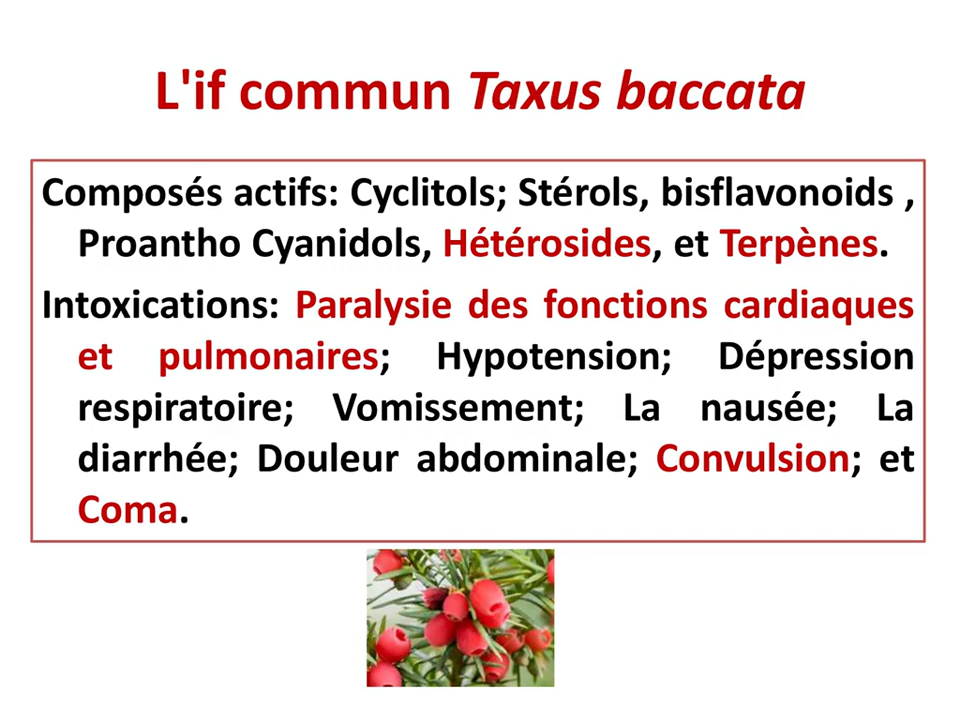 L'if commun Taxus baccata
Composés actifs: Cyclitols; Stérols, bisflavonoids ,
Proantho Cyanidols, Hétérosides, et Terpènes.
Intoxications: Paralysie des fonctions cardiaques
et pulmonaires; Hypotension; Dépression
respiratoire; Vomissement; La nausée; La
diarrhée; Douleur abdominale; Convulsion; et
Coma.